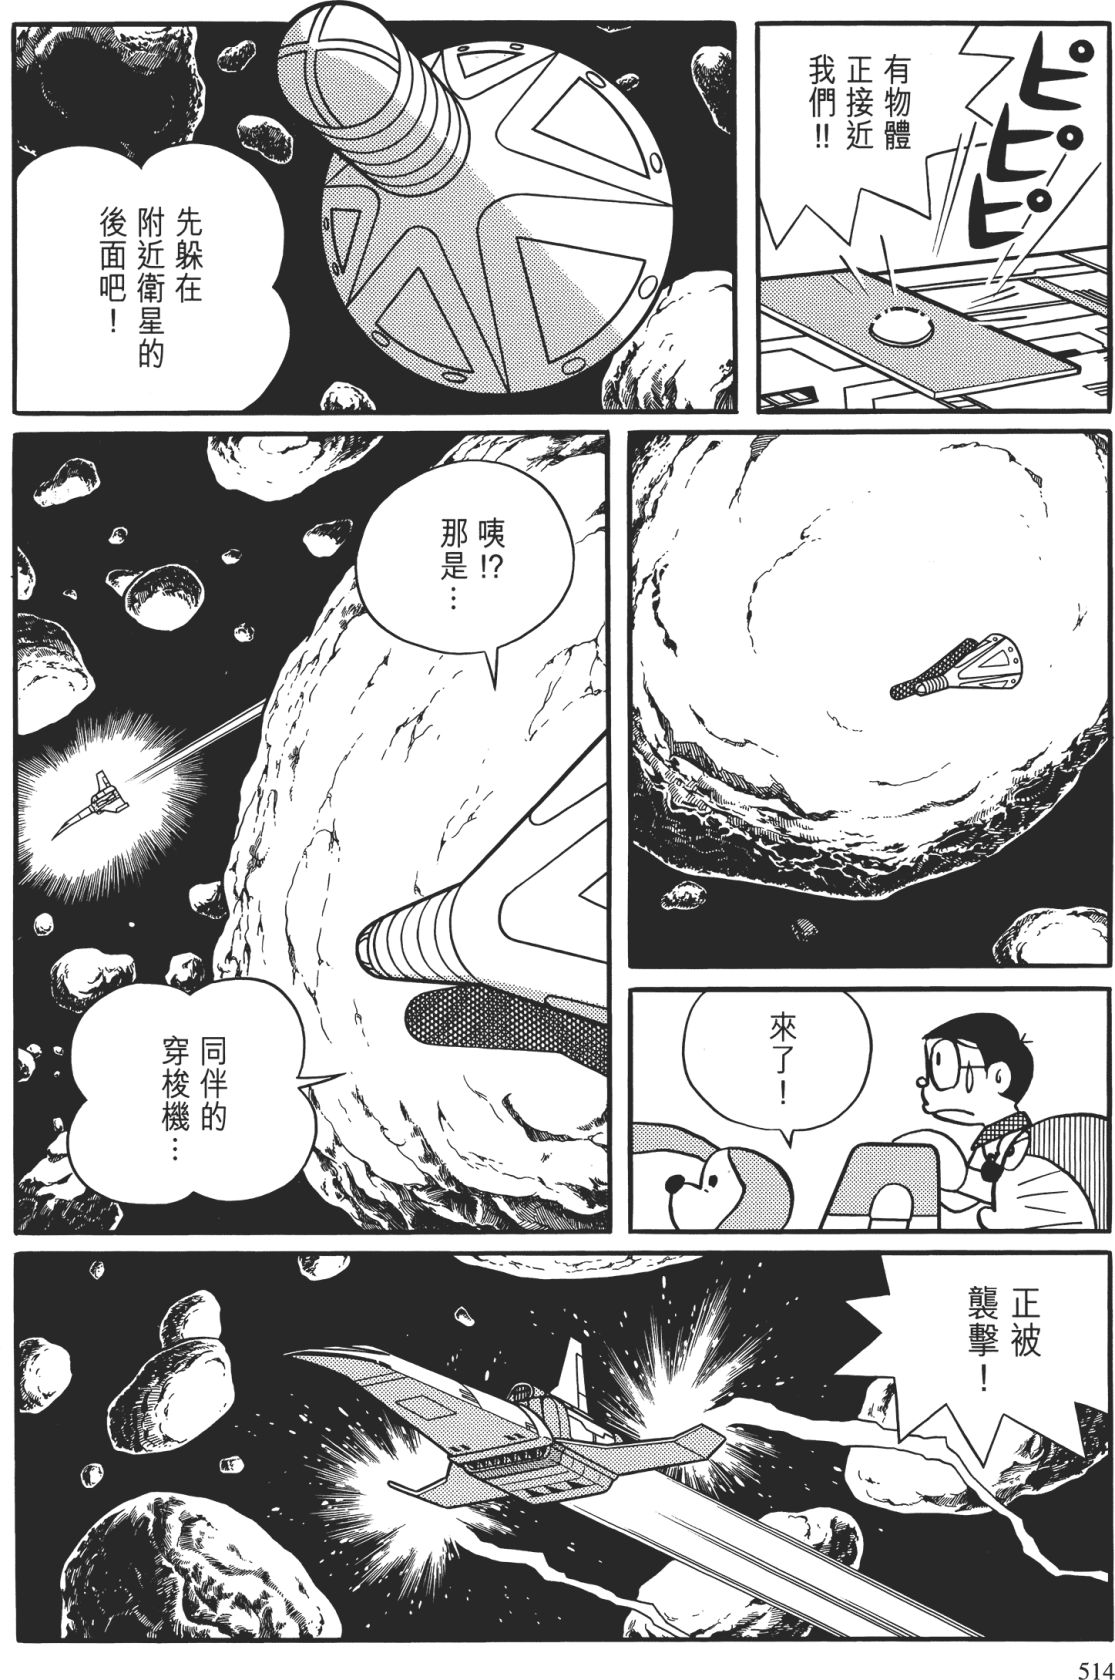 有物體
正接近
我們!!
ピピピ
先躲在
附近衛星的
後面吧！
咦!?
那是…
同伴的
穿梭機…
來了！
正被
襲擊！
514